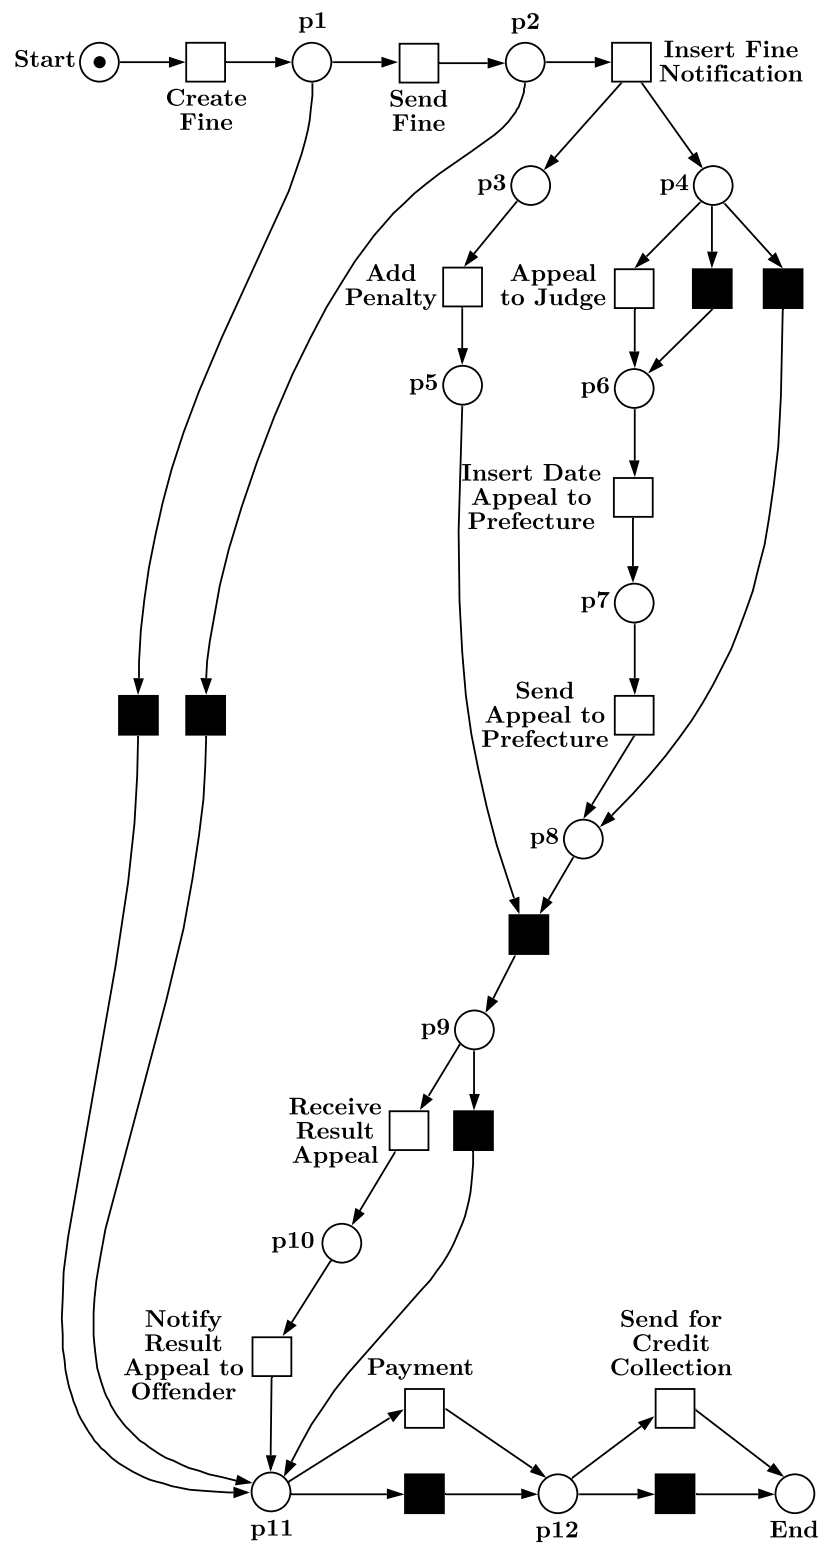 p1
p2
Start
Insert Fine
Notification
Create
Fine
Send
Fine
p3
p4
Add
Penalty
Appeal
to Judge
p5
p6
Insert Date
Appeal to
Prefecture
p7
Send
Appeal to
Prefecture
p8
p9
Receive
Result
Appeal
p10
Notify
Result
Appeal to
Offender
Payment
Send for
Credit
Collection
p11
p12
End